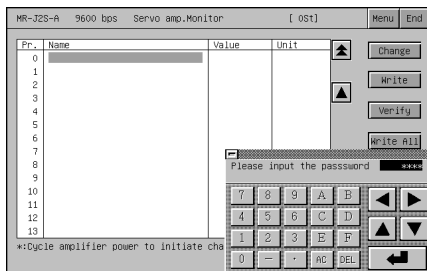 MR-J2S-A 9600 bps Servo amp.Monitor [ 0St] Menu End
Pr. Name Value Unit
Change
0
1
Write
2
3
4
Verify
5
6
Write All
7
8
Please input the passsword ****
9
10
7 8 9 A B
11
4 5 6 C D
12
1 2 3 E F
13
*:Cycle amplifier power to initiate cha
0 - . AC DEL